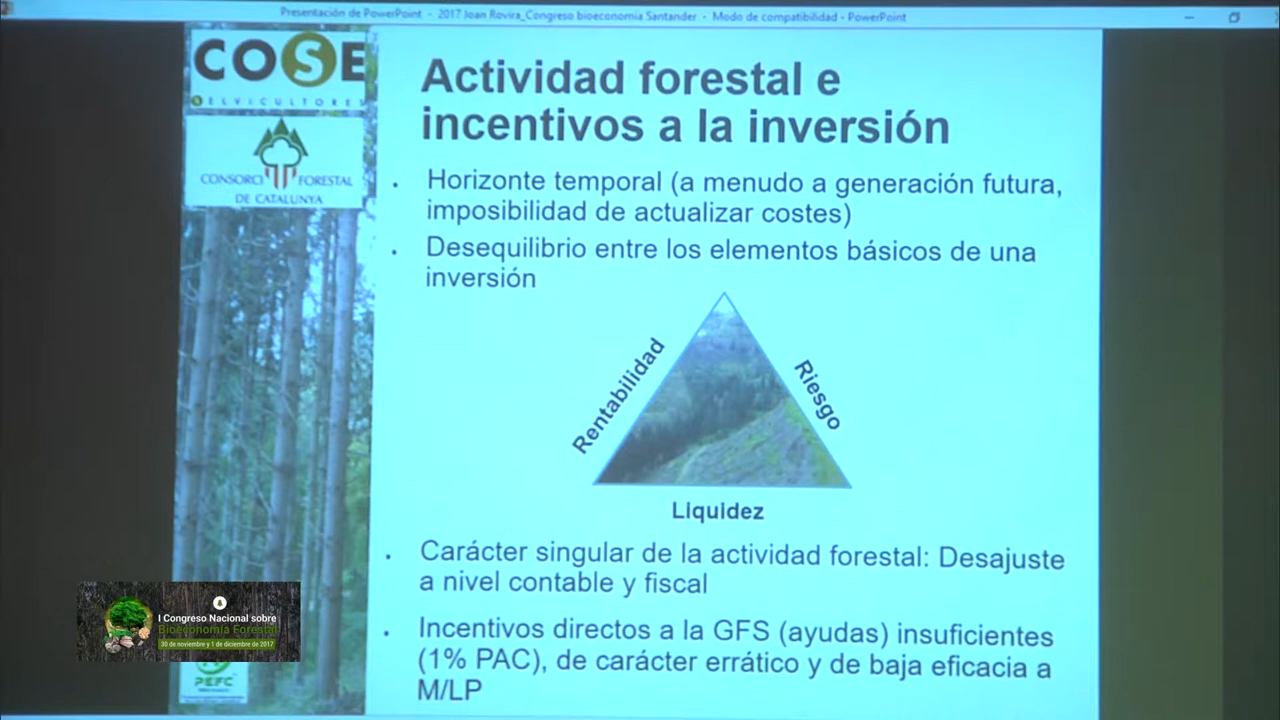 Presentación de PowerPoint - 2017 Joan Rovira_Congreso bioeconomia Santander - Modo de compatibilidad - PowerPoint
COSE
SELVICULTORES
CONSORCI FORESTAL
DE CATALUNYA
Actividad forestal e
incentivos a la inversión
. Horizonte temporal (a menudo a generación futura,
imposibilidad de actualizar costes)
. Desequilibrio entre los elementos básicos de una
inversión
Rentabilidad
Riesgo
Liquidez
. Carácter singular de la actividad forestal: Desajuste
a nivel contable y fiscal
. Incentivos directos a la GFS (ayudas) insuficientes
(1% PAC), de carácter errático y de baja eficacia a
M/LP
I Congreso Nacional sobre
Bioeconomía Forestal
30 de noviembre y 1 de diciembre de 2017
PEFC